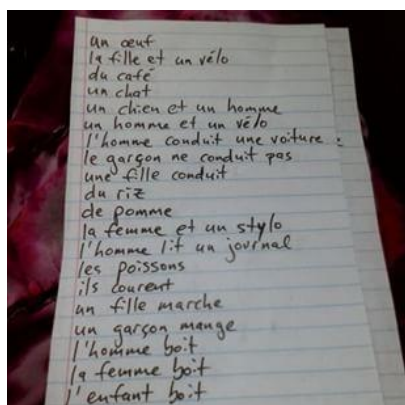 un œuf
la fille et un vélo
du café
un chat
un chien et un homme
un homme et un vélo
l'homme conduit une voiture :
le garçon ne conduit pas
une fille conduit
du riz
de pomme
la femme et un stylo
l'homme lit un journal
les poissons
ils courent
un fille marche
un garçon mange
l'homme boit
la femme boit
l'enfant boit